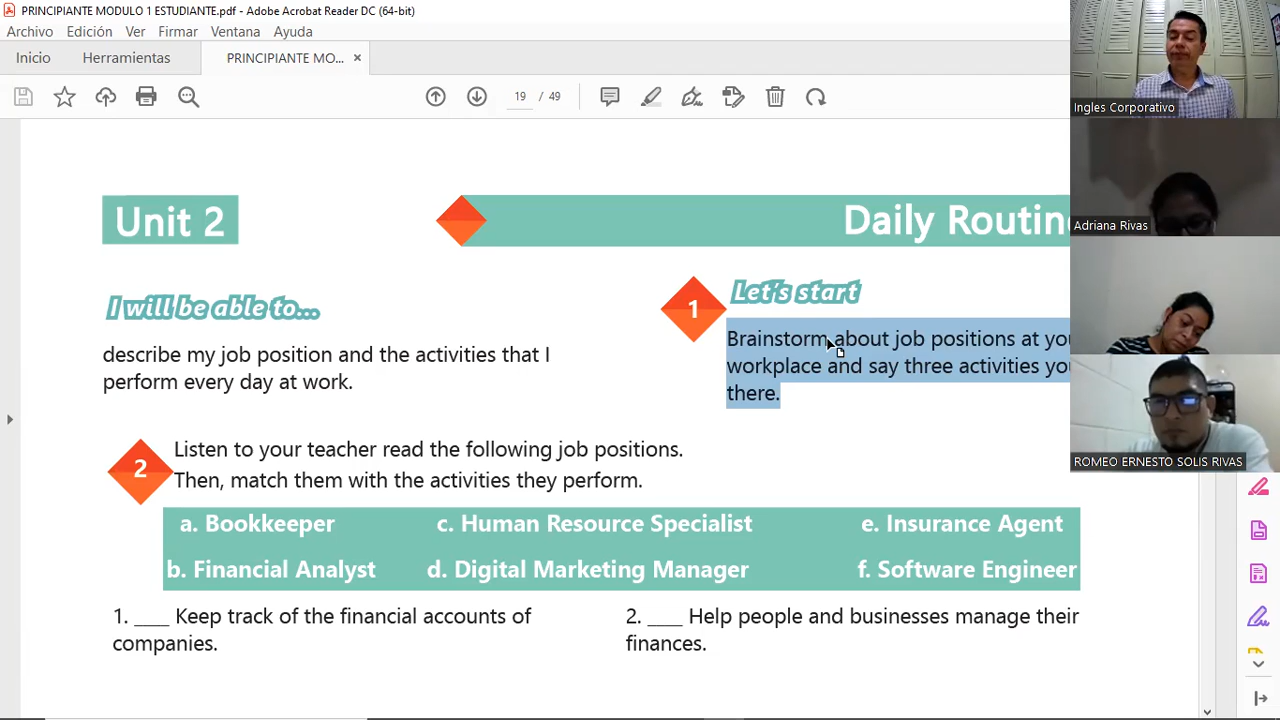 PRINCIPIANTE MODULO 1 ESTUDIANTE.pdf - Adobe Acrobat Reader DC (64-bit)
Archivo Edición Ver Firmar Ventana Ayuda
Inicio Herramientas PRINCIPIANTE MO... ×
19 / 49
Unit 2
Daily Routin
I will be able to...
describe my job position and the activities that I
perform every day at work.
1
Let's start
Brainstorm about job positions at you
workplace and say three activities yo
there.
2
Listen to your teacher read the following job positions.
Then, match them with the activities they perform.
a. Bookkeeper c. Human Resource Specialist e. Insurance Agent
b. Financial Analyst d. Digital Marketing Manager f. Software Engineer
1. ____ Keep track of the financial accounts of
companies.
2. ____ Help people and businesses manage their
finances.
Ingles Corporativo
Adriana Rivas
ROMEO ERNESTO SOLIS RIVAS